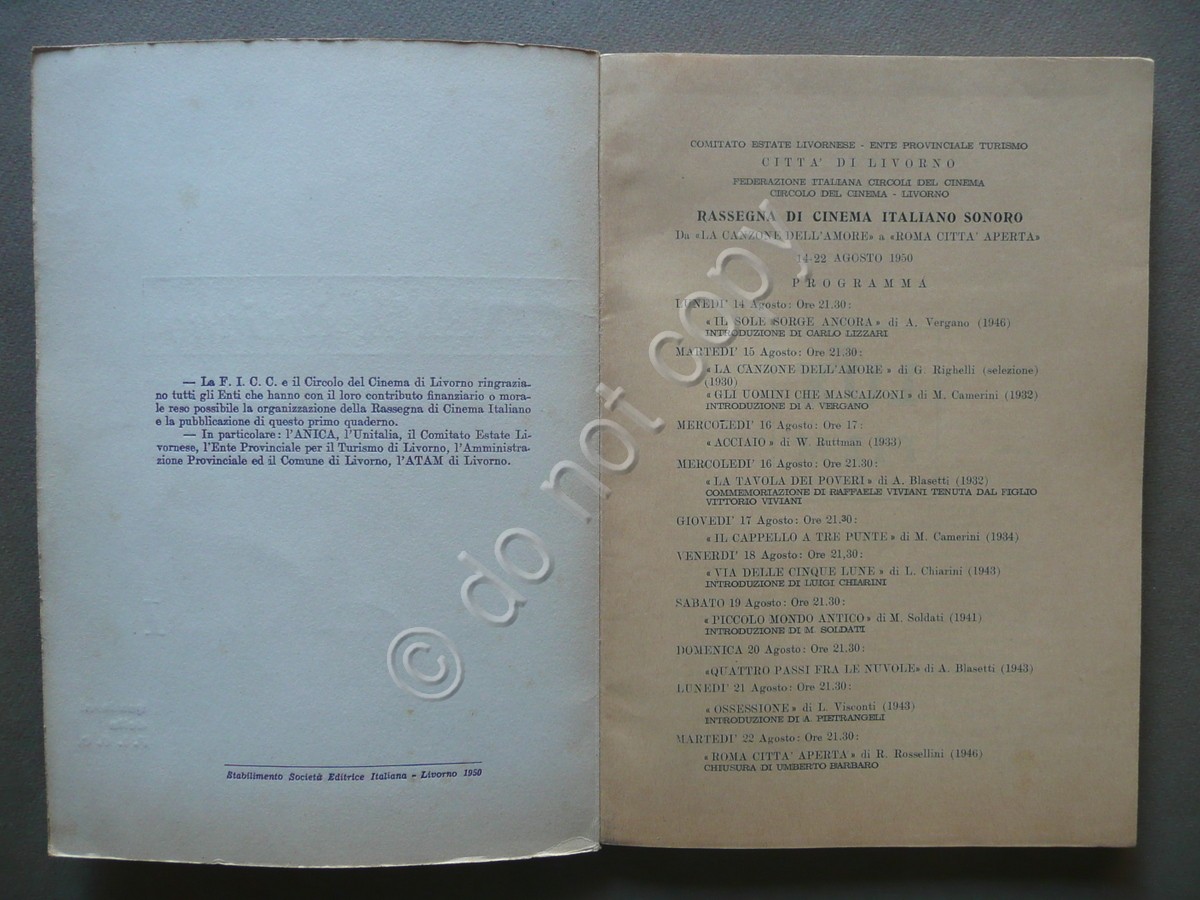 — La F. I. C. C. e il Circolo del Cinema di Livorno ringrazia-
no tutti gli Enti che hanno con il loro contributo finanziario o mora-
le reso possibile la organizzazione della Rassegna di Cinema Italiano
e la pubblicazione di questo primo quaderno.
— In particolare: l'ANICA, l'Unitalia, il Comitato Estate Li-
vornese, l'Ente Provinciale per il Turismo di Livorno, l'Amministra-
zione Provinciale ed il Comune di Livorno, l'ATAM di Livorno.
Stabilimento Società Editrice Italiana - Livorno 1950
COMITATO ESTATE LIVORNESE - ENTE PROVINCIALE TURISMO
CITTA' DI LIVORNO
FEDERAZIONE ITALIANA CIRCOLI DEL CINEMA
CIRCOLO DEL CINEMA - LIVORNO
RASSEGNA DI CINEMA ITALIANO SONORO
Da «LA CANZONE DELL'AMORE» a «ROMA CITTA' APERTA»
14-22 AGOSTO 1950
PROGRAMMA
LUNEDI' 14 Agosto: Ore 21.30:
« IL SOLE SORGE ANCORA » di A. Vergano (1946)
INTRODUZIONE DI CARLO LIZZARI
MARTEDI' 15 Agosto: Ore 21.30:
« LA CANZONE DELL'AMORE » di G. Righelli (selezione)
(1930)
« GLI UOMINI CHE MASCALZONI » di M. Camerini (1932)
INTRODUZIONE DI A. VERGANO
MERCOLEDI' 16 Agosto: Ore 17:
« ACCIAIO » di W. Ruttman (1933)
MERCOLEDI' 16 Agosto: Ore 21.30:
« LA TAVOLA DEI POVERI » di A. Blasetti (1932)
COMMEMORIAZIONE DI RAFFAELE VIVIANI TENUTA DAL FIGLIO
VITTORIO VIVIANI
GIOVEDI' 17 Agosto: Ore 21.30:
« IL CAPPELLO A TRE PUNTE » di M. Camerini (1934)
VENERDI' 18 Agosto: Ore 21,30:
« VIA DELLE CINQUE LUNE » di L. Chiarini (1943)
INTRODUZIONE DI LUIGI CHIARINI
SABATO 19 Agosto: Ore 21.30:
« PICCOLO MONDO ANTICO » di M. Soldati (1941)
INTRODUZIONE DI M. SOLDATI
DOMENICA 20 Agosto: Ore 21.30:
«QUATTRO PASSI FRA LE NUVOLE» di A. Blasetti (1943)
LUNEDI' 21 Agosto: Ore 21.30:
« OSSESSIONE » di L. Visconti (1943)
INTRODUZIONE DI A. PIETRANGELI
MARTEDI' 22 Agosto: Ore 21.30:
« ROMA CITTA' APERTA » di R. Rossellini (1946)
CHIUSURA DI UMBERTO BARBARO
© do not copy